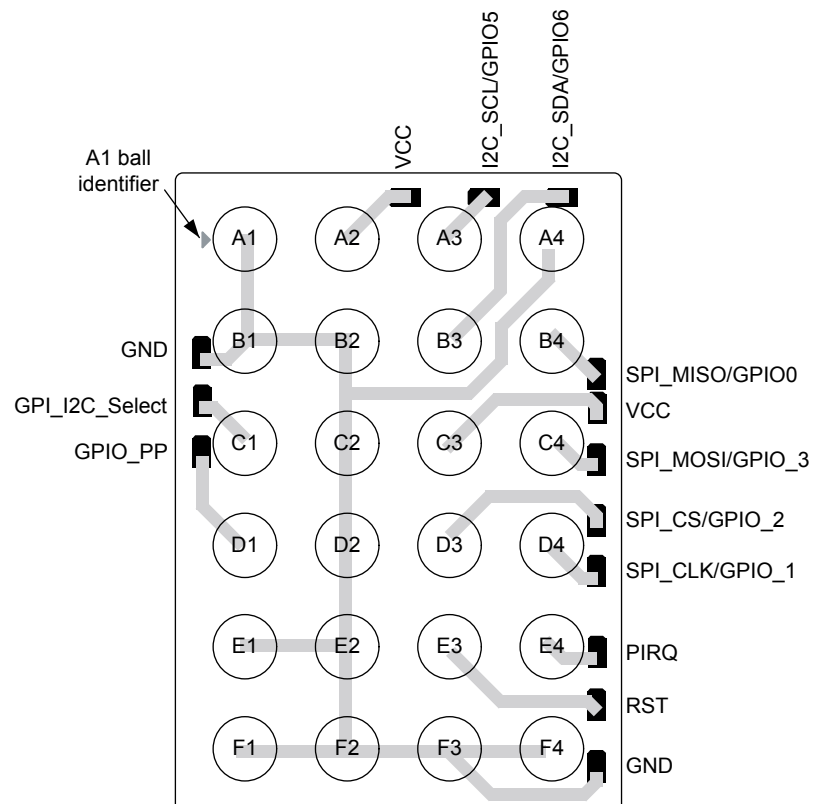 VCC
I2C_SCL/GPIO5
I2C_SDA/GPIO6
A1 ball
identifier
A1 A2 A3 A4
B1 B2 B3 B4
GND
SPI_MISO/GPIO0
GPI_I2C_Select
VCC
C1 C2 C3 C4
GPIO_PP
SPI_MOSI/GPIO_3
SPI_CS/GPIO_2
D1 D2 D3 D4
SPI_CLK/GPIO_1
E1 E2 E3 E4
PIRQ
RST
F1 F2 F3 F4
GND